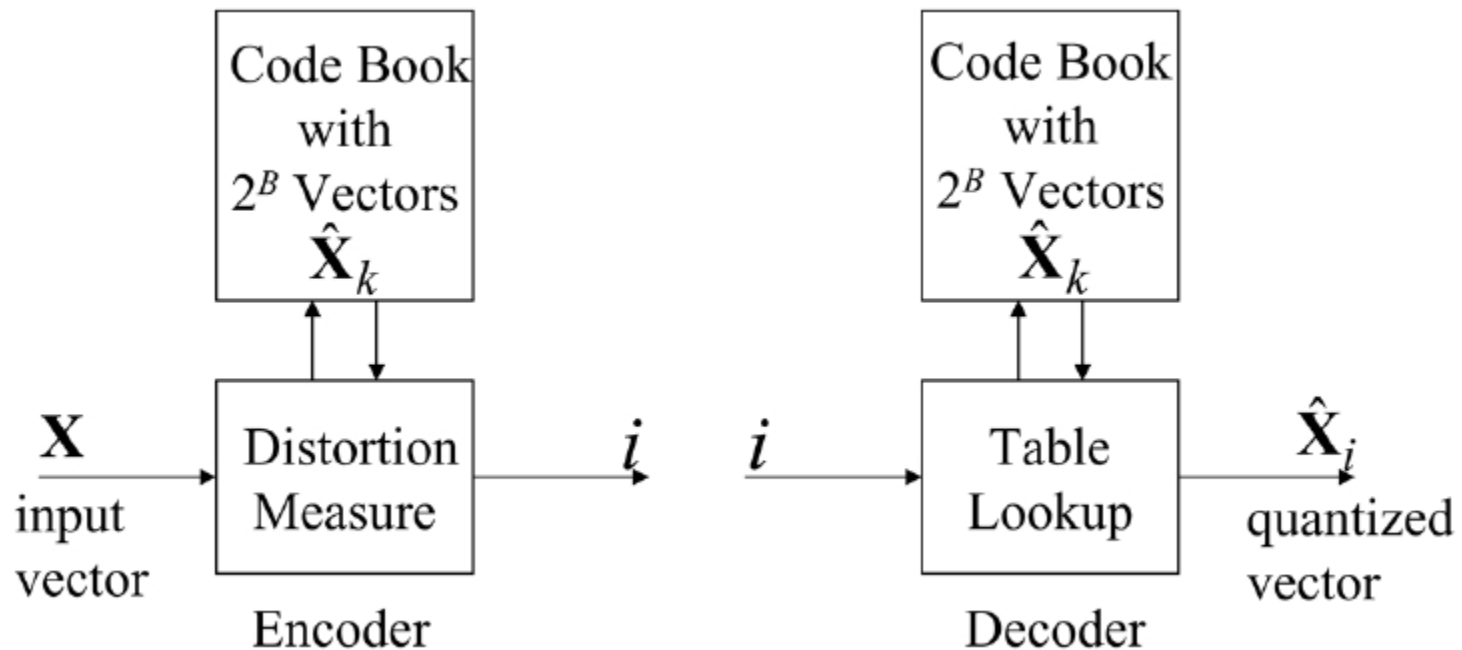 Code Book
with
2^B Vectors
X̂_k
X
input
vector
Distortion
Measure
i
Encoder
Code Book
with
2^B Vectors
X̂_k
i
Table
Lookup
X̂_i
quantized
vector
Decoder